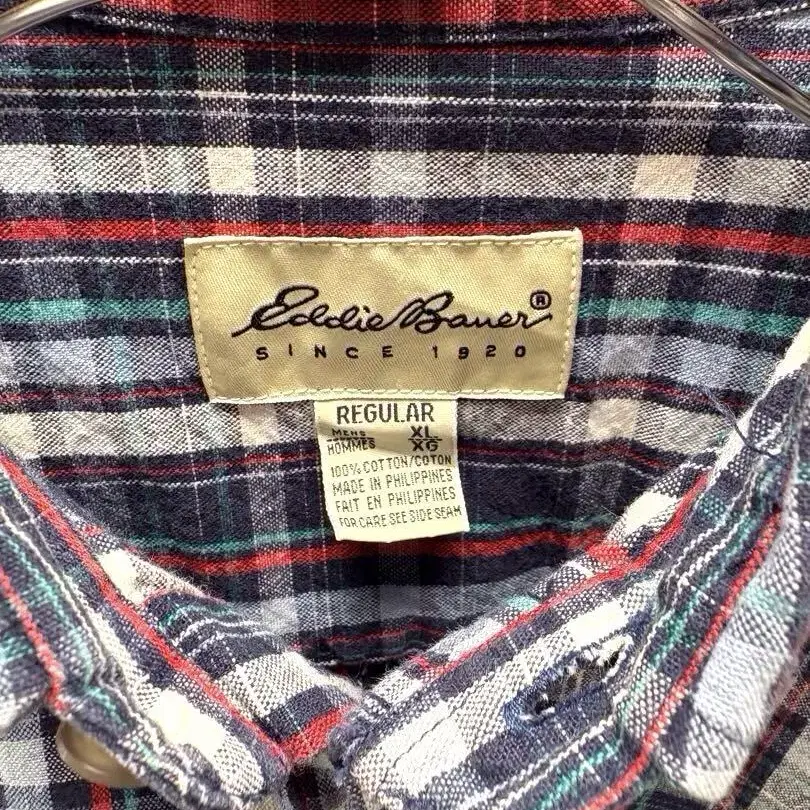 Eddie Bauer®
SINCE 1920
REGULAR
MENS XL
HOMMES XG
100% COTTON/COTON
MADE IN PHILIPPINES
FAIT EN PHILIPPINES
FOR CARE SEE SIDE SEAM